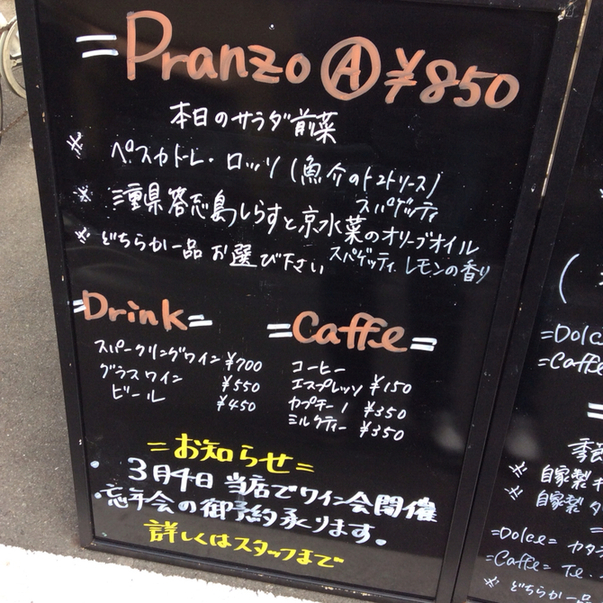 =Pranzo Ⓐ ¥850
本日のサラダ前菜
※ ペスカトーレ・ロッソ (魚介のトマトソース)
スパゲッティ
※ 三重県答志島しらすと京水菜のオリーブオイル
スパゲッティ レモンの香り
※ どちらか一品 お選び下さい
=Drink=
スパークリングワイン ¥700
グラスワイン ¥550
ビール ¥450
=Caffe=
コーヒー
エスプレッソ ¥150
カプチーノ ¥350
ミルクティー ¥350
=お知らせ=
・3月4日 当店でワイン会開催
・忘年会の御予約承ります。
詳しくはスタッフまで
(
=Dolc
=Caffe
=
季節
※ 自家製
※ 自家製
=Dolce= カタ
=Caffe= Te.
※ どちらか一品